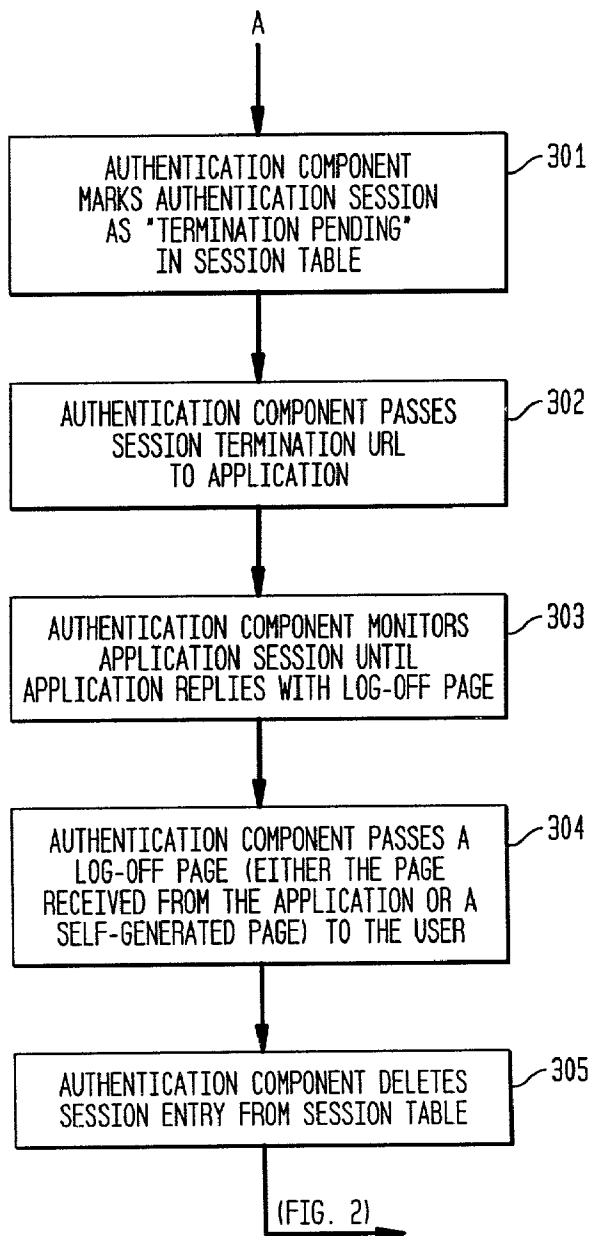 A
301
AUTHENTICATION COMPONENT
MARKS AUTHENTICATION SESSION
AS "TERMINATION PENDING"
IN SESSION TABLE
302
AUTHENTICATION COMPONENT PASSES
SESSION TERMINATION URL
TO APPLICATION
303
AUTHENTICATION COMPONENT MONITORS
APPLICATION SESSION UNTIL
APPLICATION REPLIES WITH LOG-OFF PAGE
304
AUTHENTICATION COMPONENT PASSES A
LOG-OFF PAGE (EITHER THE PAGE
RECEIVED FROM THE APPLICATION OR A
SELF-GENERATED PAGE) TO THE USER
305
AUTHENTICATION COMPONENT DELETES
SESSION ENTRY FROM SESSION TABLE
(FIG. 2)